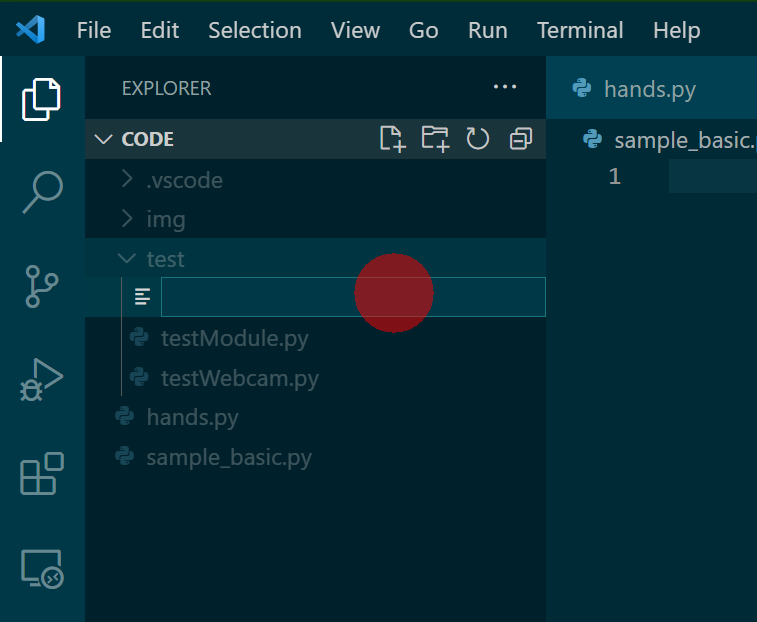 File Edit Selection View Go Run Terminal Help
EXPLORER
hands.py
CODE
sample_basic.
1
.vscode
img
test
testModule.py
testWebcam.py
hands.py
sample_basic.py